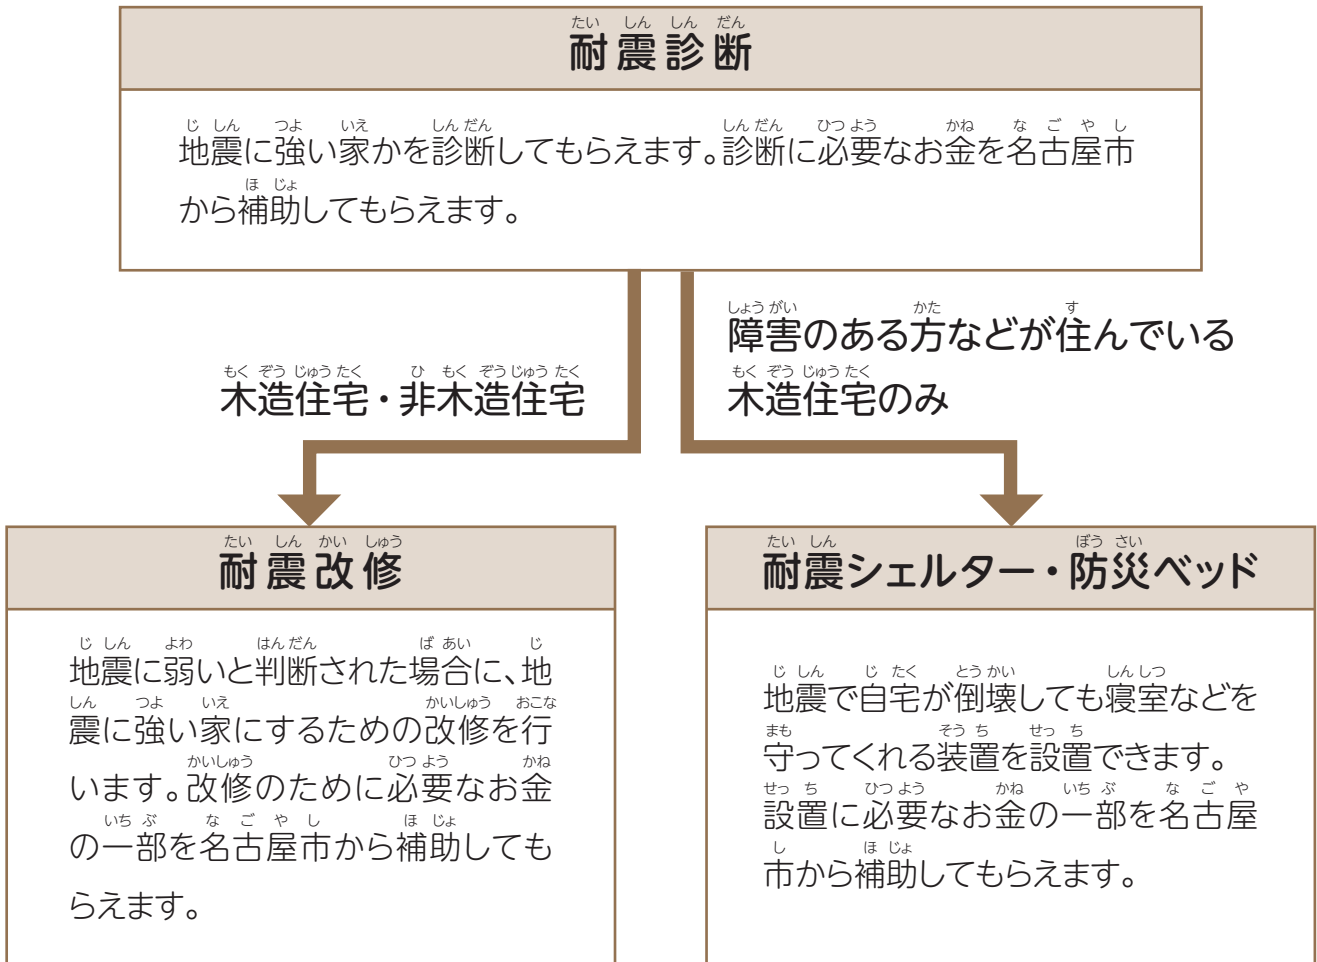 耐震診断
地震に強い家かを診断してもらえます。診断に必要なお金を名古屋市
から補助してもらえます。
木造住宅・非木造住宅
障害のある方などが住んでいる
木造住宅のみ
耐震改修
地震に弱いと判断された場合に、地
震に強い家にするための改修を行
います。改修のために必要なお金
の一部を名古屋市から補助しても
らえます。
耐震シェルター・防災ベッド
地震で自宅が倒壊しても寝室などを
守ってくれる装置を設置できます。
設置に必要なお金の一部を名古屋
市から補助してもらえます。